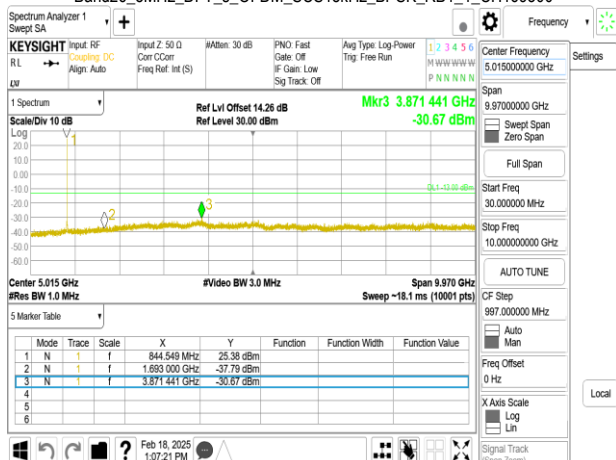 Spectrum Analyzer 1
Swept SA
Frequency
Settings
KEYSIGHT
RL
LXI
Input: RF
Coupling: DC
Align: Auto
Input Z: 50 Ω
Corr CCorr
Freq Ref: Int (S)
#Atten: 30 dB
PNO: Fast
Gate: Off
IF Gain: Low
Sig Track: Off
Avg Type: Log-Power
Trig: Free Run
1 2 3 4 5 6
M W W W W W
P N N N N N
1 Spectrum
Scale/Div 10 dB
Ref Lvl Offset 14.26 dB
Ref Level 30.00 dBm
Mkr3 3.871 441 GHz
-30.67 dBm
Log
20.0
10.0
0.00
-10.0
-20.0
-30.0
-40.0
-50.0
-60.0
1
2
3
DL1 -13.00 dBm
Center 5.015 GHz
#Res BW 1.0 MHz
#Video BW 3.0 MHz
Span 9.970 GHz
Sweep ~18.1 ms (10001 pts)
5 Marker Table
Mode Trace Scale X Y Function Function Width Function Value
1 N 1 f 844.549 MHz 25.38 dBm
2 N 1 f 1.693 000 GHz -37.79 dBm
3 N 1 f 3.871 441 GHz -30.67 dBm
4
5
6
Feb 18, 2025
1:07:21 PM
Center Frequency
5.015000000 GHz
Span
9.97000000 GHz
Swept Span
Zero Span
Full Span
Start Freq
30.000000 MHz
Stop Freq
10.000000000 GHz
AUTO TUNE
CF Step
997.000000 MHz
Auto
Man
Freq Offset
0 Hz
X Axis Scale
Log
Lin
Signal Track
(Span Zoom)
Local